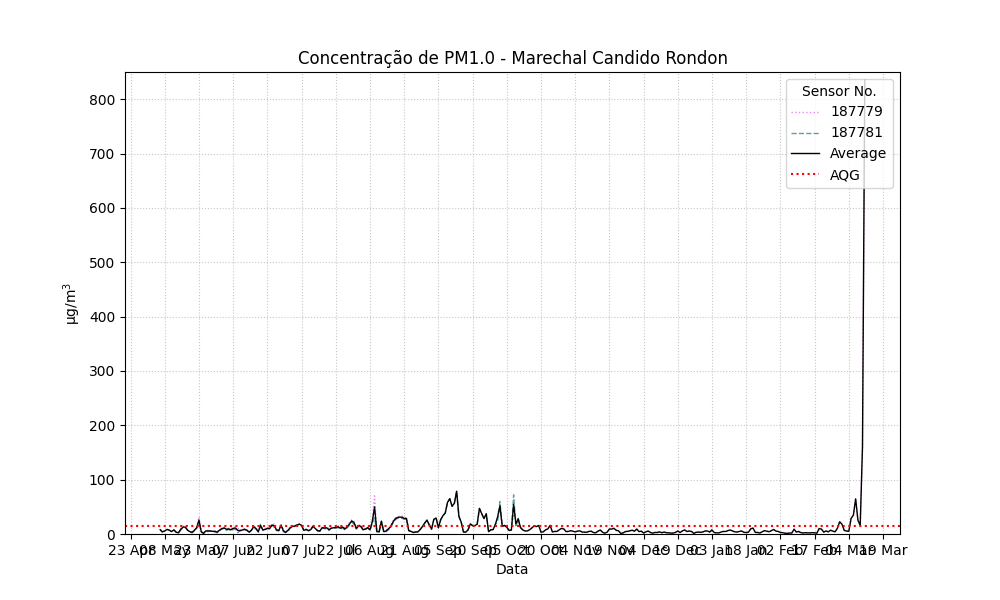 Concentração de PM1.0 - Marechal Candido Rondon
Sensor No.
187779
187781
Average
AQG
800
700
600
500
400
300
200
100
0
µg/m³
23 Apr 08 May 23 May 07 Jun 22 Jun 07 Jul 22 Jul 06 Aug 21 Aug 05 Sep 20 Sep 05 Oct 20 Oct 04 Nov 19 Nov 04 Dec 19 Dec 03 Jan 18 Jan 02 Feb 17 Feb 04 Mar 19 Mar
Data